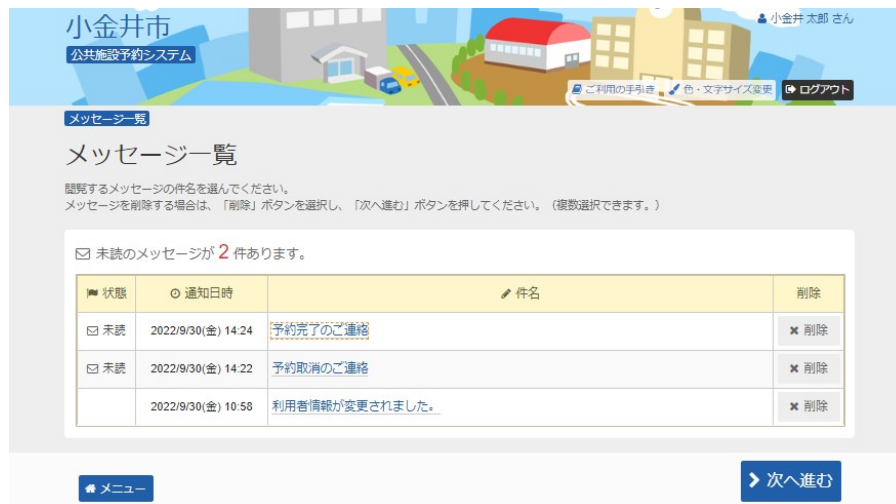 小金井市
公共施設予約システム
小金井 太郎 さん
ご利用の手引き
色・文字サイズ変更
ログアウト
メッセージ一覧
メッセージ一覧
閲覧するメッセージの件名を選んでください。
メッセージを削除する場合は、「削除」ボタンを選択し、「次へ進む」ボタンを押してください。（複数選択できます。）
未読のメッセージが 2 件あります。
状態 通知日時 件名 削除
未読 2022/9/30(金) 14:24 予約完了のご連絡 削除
未読 2022/9/30(金) 14:22 予約取消のご連絡 削除
2022/9/30(金) 10:58 利用者情報が変更されました。 削除
メニュー
次へ進む